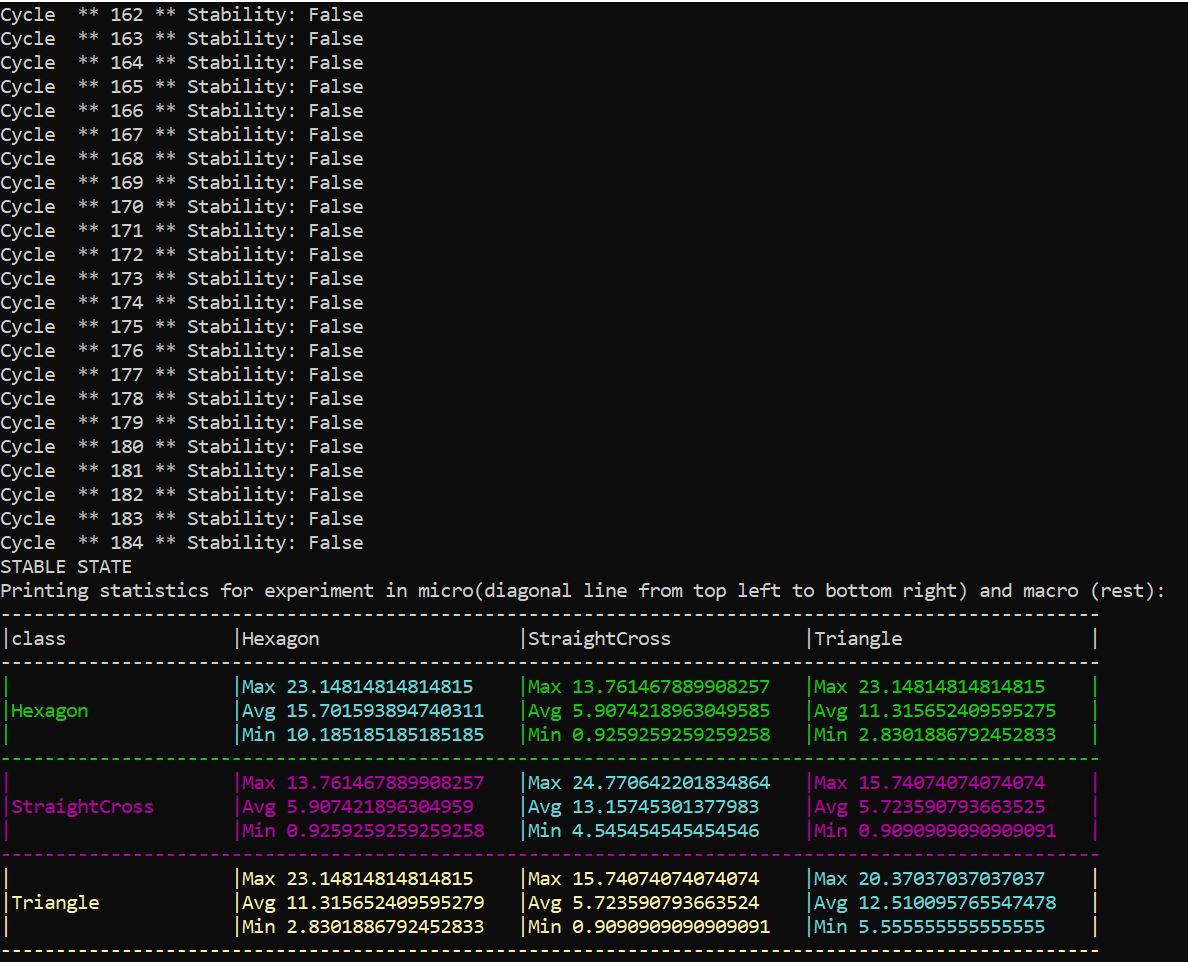 Cycle  ** 162 ** Stability: False
Cycle  ** 163 ** Stability: False
Cycle  ** 164 ** Stability: False
Cycle  ** 165 ** Stability: False
Cycle  ** 166 ** Stability: False
Cycle  ** 167 ** Stability: False
Cycle  ** 168 ** Stability: False
Cycle  ** 169 ** Stability: False
Cycle  ** 170 ** Stability: False
Cycle  ** 171 ** Stability: False
Cycle  ** 172 ** Stability: False
Cycle  ** 173 ** Stability: False
Cycle  ** 174 ** Stability: False
Cycle  ** 175 ** Stability: False
Cycle  ** 176 ** Stability: False
Cycle  ** 177 ** Stability: False
Cycle  ** 178 ** Stability: False
Cycle  ** 179 ** Stability: False
Cycle  ** 180 ** Stability: False
Cycle  ** 181 ** Stability: False
Cycle  ** 182 ** Stability: False
Cycle  ** 183 ** Stability: False
Cycle  ** 184 ** Stability: False
STABLE STATE
Printing statistics for experiment in micro(diagonal line from top left to bottom right) and macro (rest):
----------------------------------------------------------------------------------------------------
|class               |Hexagon                  |StraightCross            |Triangle                 |
----------------------------------------------------------------------------------------------------
|                    |Max 23.14814814814815    |Max 13.761467889908257   |Max 23.14814814814815    |
|Hexagon             |Avg 15.701593894740311   |Avg 5.9074218963049585   |Avg 11.315652409595275   |
|                    |Min 10.185185185185185   |Min 0.9259259259259258   |Min 2.8301886792452833   |
----------------------------------------------------------------------------------------------------
|                    |Max 13.761467889908257   |Max 24.770642201834864   |Max 15.74074074074074    |
|StraightCross       |Avg 5.907421896304959    |Avg 13.15745301377983    |Avg 5.723590793663525    |
|                    |Min 0.9259259259259258   |Min 4.545454545454546    |Min 0.9090909090909091   |
----------------------------------------------------------------------------------------------------
|                    |Max 23.14814814814815    |Max 15.74074074074074    |Max 20.37037037037037    |
|Triangle            |Avg 11.315652409595279   |Avg 5.723590793663524    |Avg 12.510095765547478   |
|                    |Min 2.8301886792452833   |Min 0.9090909090909091   |Min 5.555555555555555    |
----------------------------------------------------------------------------------------------------